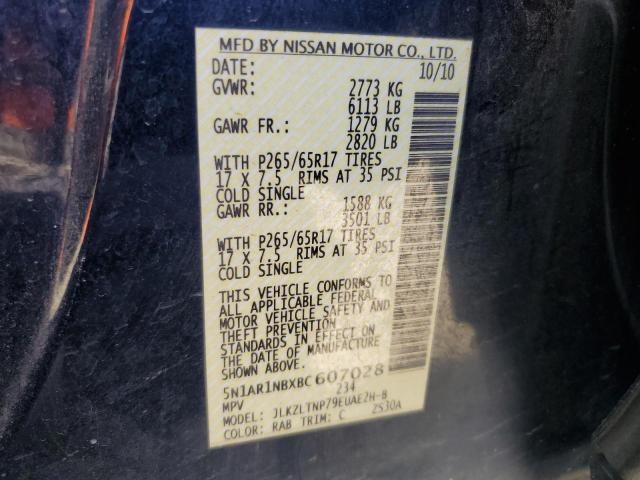 MFD BY NISSAN MOTOR CO., LTD.
DATE: 10/10
GVWR: 2773 KG
6113 LB
GAWR FR.: 1279 KG
2820 LB
WITH P265/65R17 TIRES
17 X 7.5 RIMS AT 35 PSI
COLD SINGLE
GAWR RR.: 1588 KG
3501 LB
WITH P265/65R17 TIRES
17 X 7.5 RIMS AT 35 PSI
COLD SINGLE
THIS VEHICLE CONFORMS TO
ALL APPLICABLE FEDERAL
MOTOR VEHICLE SAFETY AND
THEFT PREVENTION
STANDARDS IN EFFECT ON
THE DATE OF MANUFACTURE
SHOWN ABOVE.
5N1AR1NBXBC 607028
MPV 234
MODEL: JLKZLTNP79EUAE2H-B
COLOR: RAB TRIM: C 2S30A